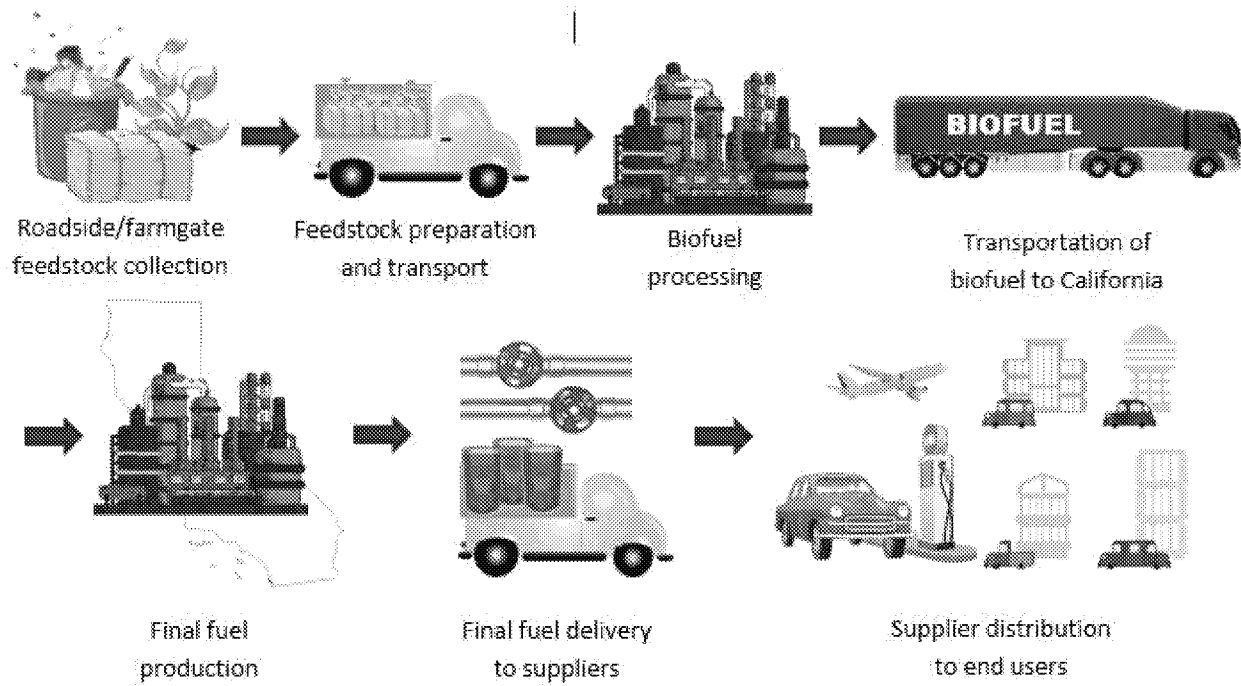 BIOFUEL
Roadside/farmgate
feedstock collection
Feedstock preparation
and transport
Biofuel
processing
Transportation of
biofuel to California
Final fuel
production
Final fuel delivery
to suppliers
Supplier distribution
to end users